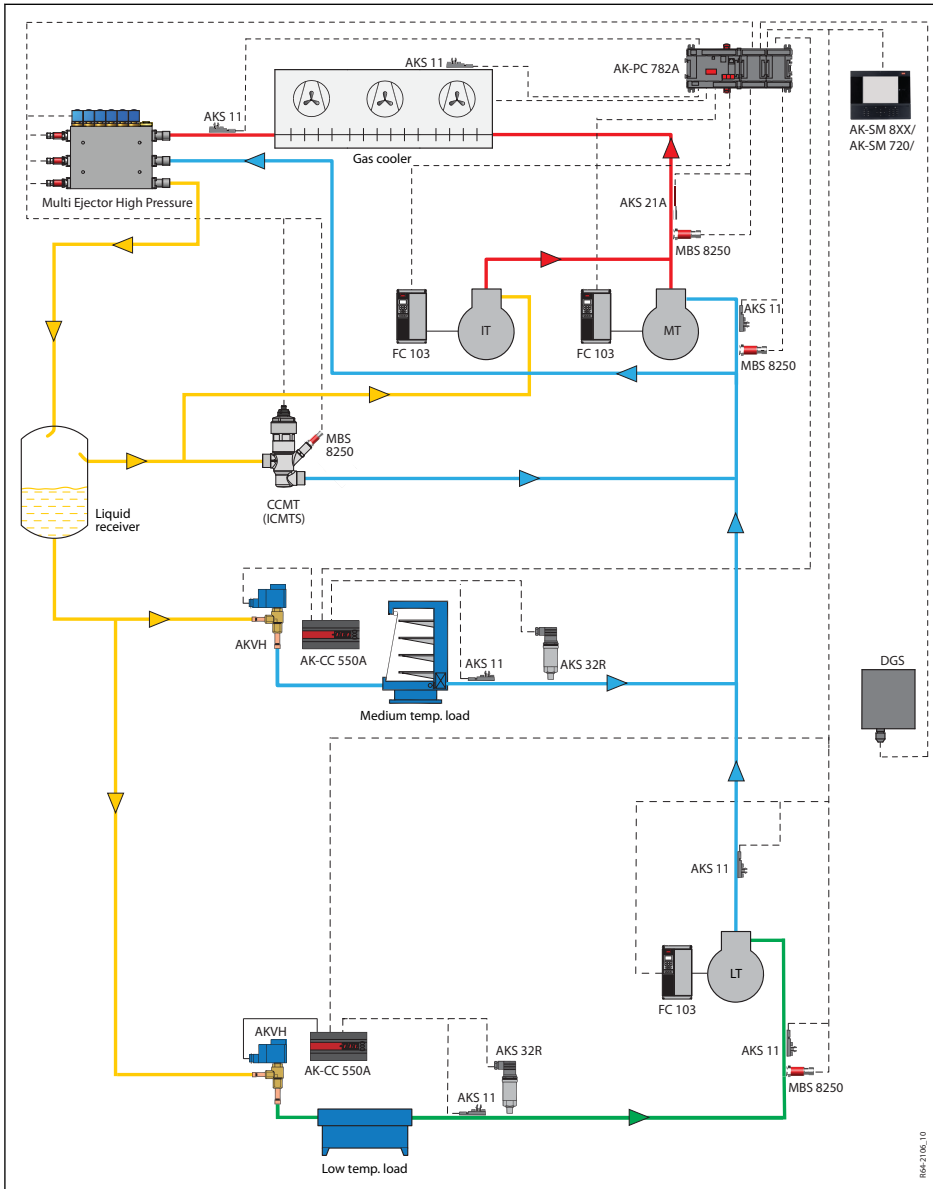 AKS 11
AK-PC 782A
AKS 11
Gas cooler
AK-SM 8XX/
AK-SM 720/
Multi Ejector High Pressure
AKS 21A
MBS 8250
IT
MT
FC 103
FC 103
AKS 11
MBS 8250
MBS
8250
CCMT
(ICMTS)
Liquid
receiver
AKVH
AK-CC 550A
AKS 11
AKS 32R
Medium temp. load
DGS
AKS 11
LT
FC 103
AKVH
AK-CC 550A
AKS 32R
AKS 11
AKS 11
MBS 8250
Low temp. load
R64-2106_10